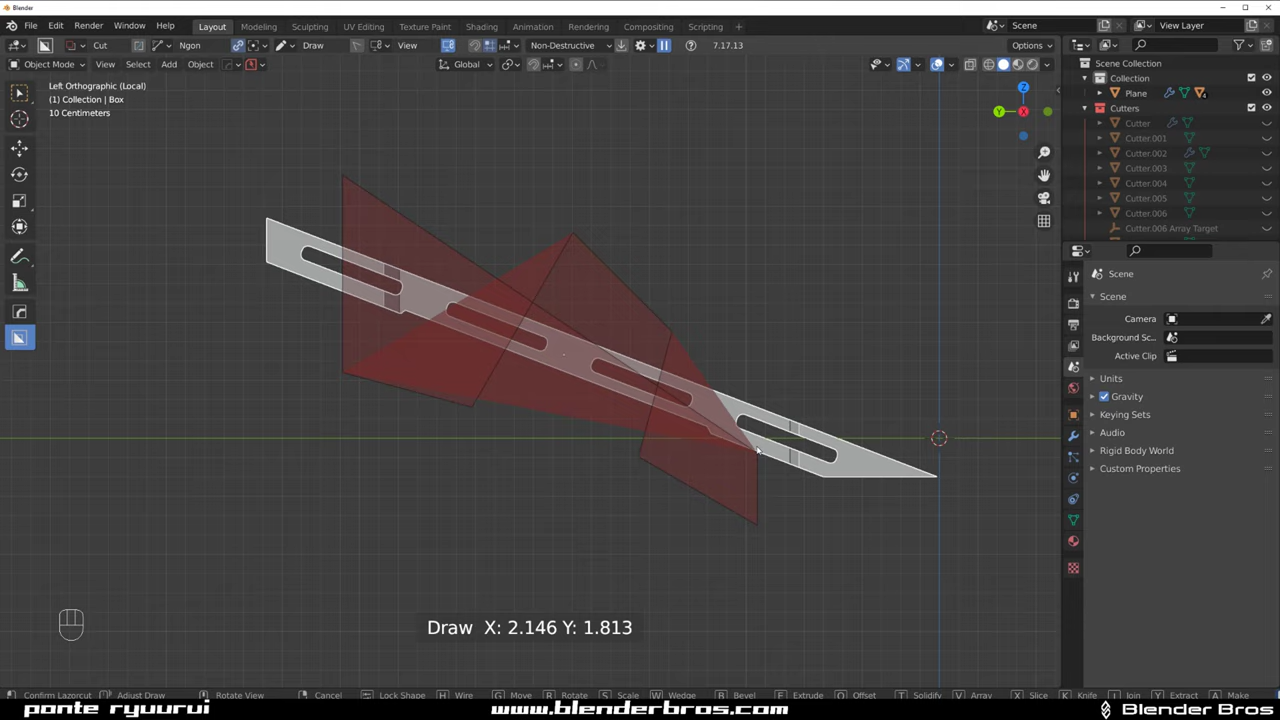 Blender
File Edit Render Window Help Layout Modeling Sculpting UV Editing Texture Paint Shading Animation Rendering Compositing Scripting + Scene View Layer
Cut Ngon Draw View Non-Destructive 7.17.13 Options
Object Mode View Select Add Object Global
Left Orthographic (Local)
(1) Collection | Box
10 Centimeters
Z
Y
X
Scene Collection
Collection
Plane
Cutters
Cutter
Cutter.001
Cutter.002
Cutter.003
Cutter.004
Cutter.005
Cutter.006
Cutter.006 Array Target
Scene
Scene
Camera
Background Sc...
Active Clip
Units
Gravity
Keying Sets
Audio
Rigid Body World
Custom Properties
Draw X: 2.146 Y: 1.813
Confirm Lazorcut Adjust Draw Rotate View Cancel Lock Shape H Wire G Move R Rotate S Scale W Wedge B Bevel E Extrude O Offset T Solidify V Array X Slice K Knife J Join Y Extract A Make
ponte ryuurui www.blenderbros.com Blender Bros